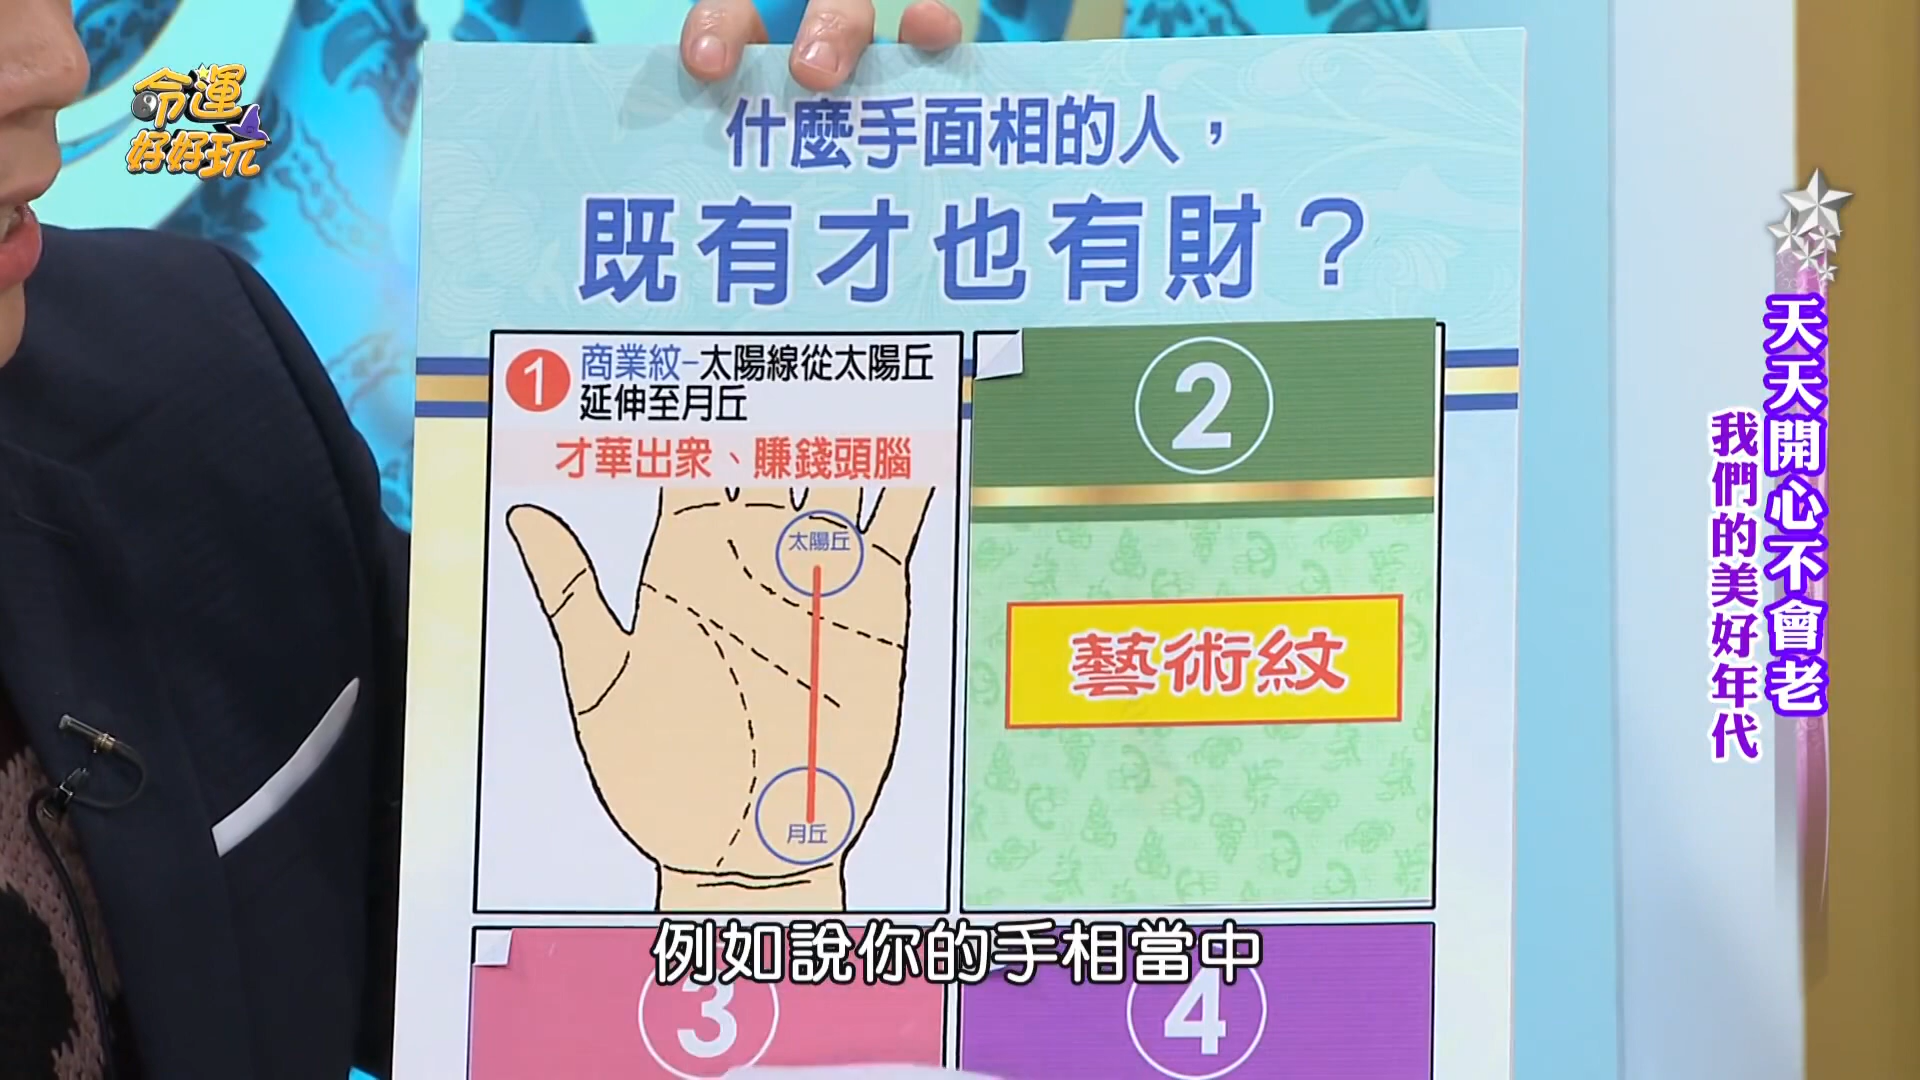 命運
好好玩
什麼手面相的人，
既有才也有財？
1 商業紋-太陽線從太陽丘
延伸至月丘
才華出眾、賺錢頭腦
太陽丘
月丘
2
藝術紋
3
4
天天開心不會老
我們的美好年代
例如說你的手相當中